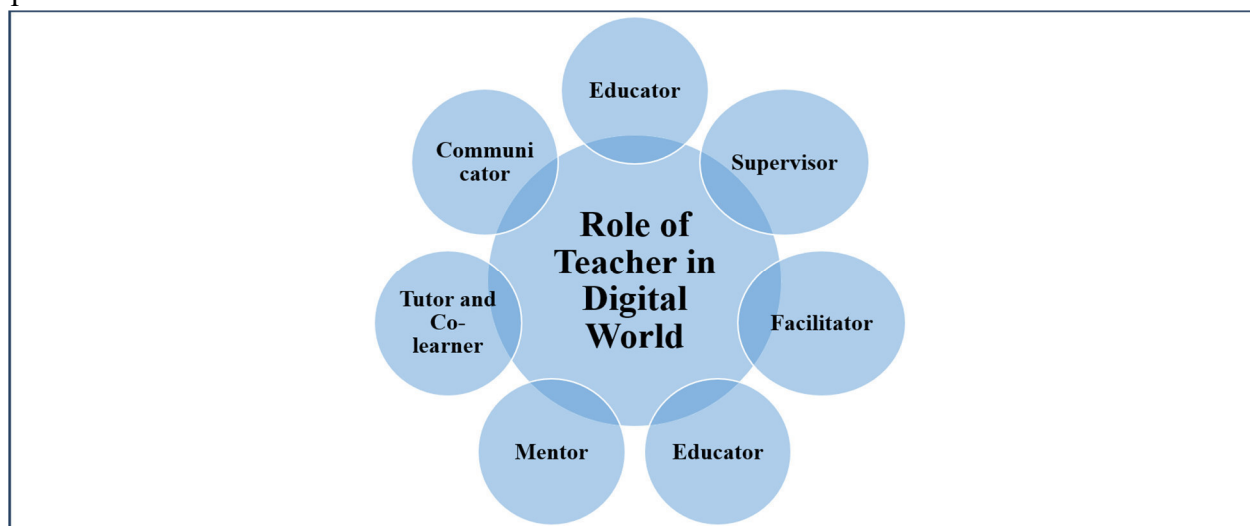 Educator
Communi
cator
Supervisor
Role of
Teacher in
Digital
World
Tutor and
Co-
learner
Facilitator
Mentor
Educator